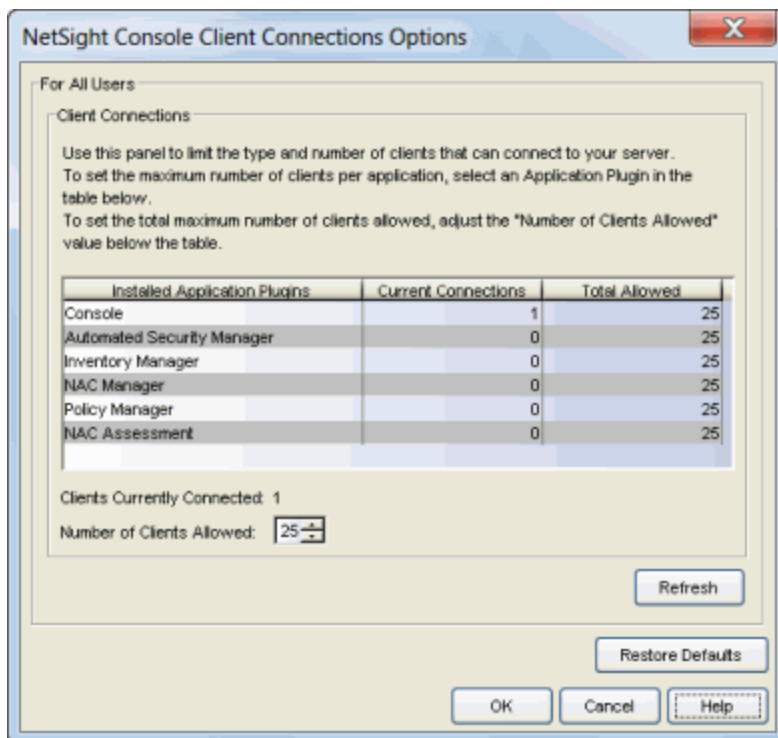 NetSight Console Client Connections Options
For All Users
Client Connections
Use this panel to limit the type and number of clients that can connect to your server.
To set the maximum number of clients per application, select an Application Plugin in the
table below.
To set the total maximum number of clients allowed, adjust the "Number of Clients Allowed"
value below the table.
Installed Application Plugins Current Connections Total Allowed
Console 1 25
Automated Security Manager 0 25
Inventory Manager 0 25
NAC Manager 0 25
Policy Manager 0 25
NAC Assessment 0 25
Clients Currently Connected: 1
Number of Clients Allowed: 25
Refresh
Restore Defaults
OK Cancel Help